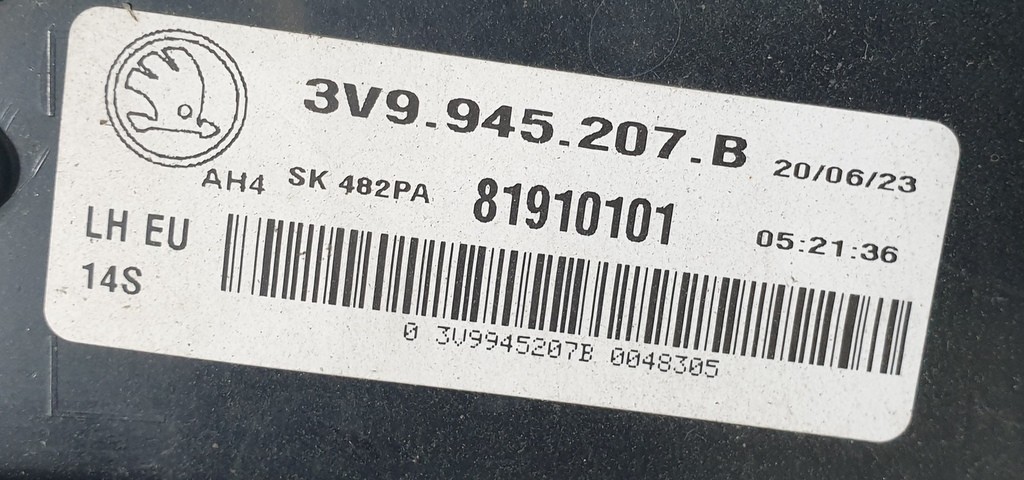 3V9.945.207.B 20/06/23
AH4 SK 482PA 81910101 05:21:36
LH EU
14S
0 3V9945207B 0048305